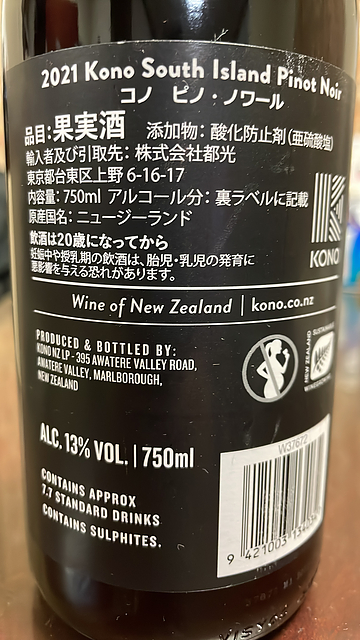 2021 Kono South Island Pinot Noir
コノ ピノ・ノワール
品目：果実酒 添加物：酸化防止剤（亜硫酸塩）
輸入者及び引取先：株式会社都光
東京都台東区上野 6-16-17
内容量：750ml アルコール分：裏ラベルに記載
原産国名：ニュージーランド
飲酒は20歳になってから
妊娠中や授乳期の飲酒は、胎児・乳児の発育に
悪影響を与える恐れがあります。
KONO
Wine of New Zealand | kono.co.nz
PRODUCED & BOTTLED BY:
KONO NZ LP - 395 AWATERE VALLEY ROAD,
AWATERE VALLEY, MARLBOROUGH,
NEW ZEALAND
NEW ZEALAND
SUSTAINABLE
ALC. 13% VOL. | 750ml
CONTAINS APPROX
7.7 STANDARD DRINKS
CONTAINS SULPHITES.
W37672
9 421003